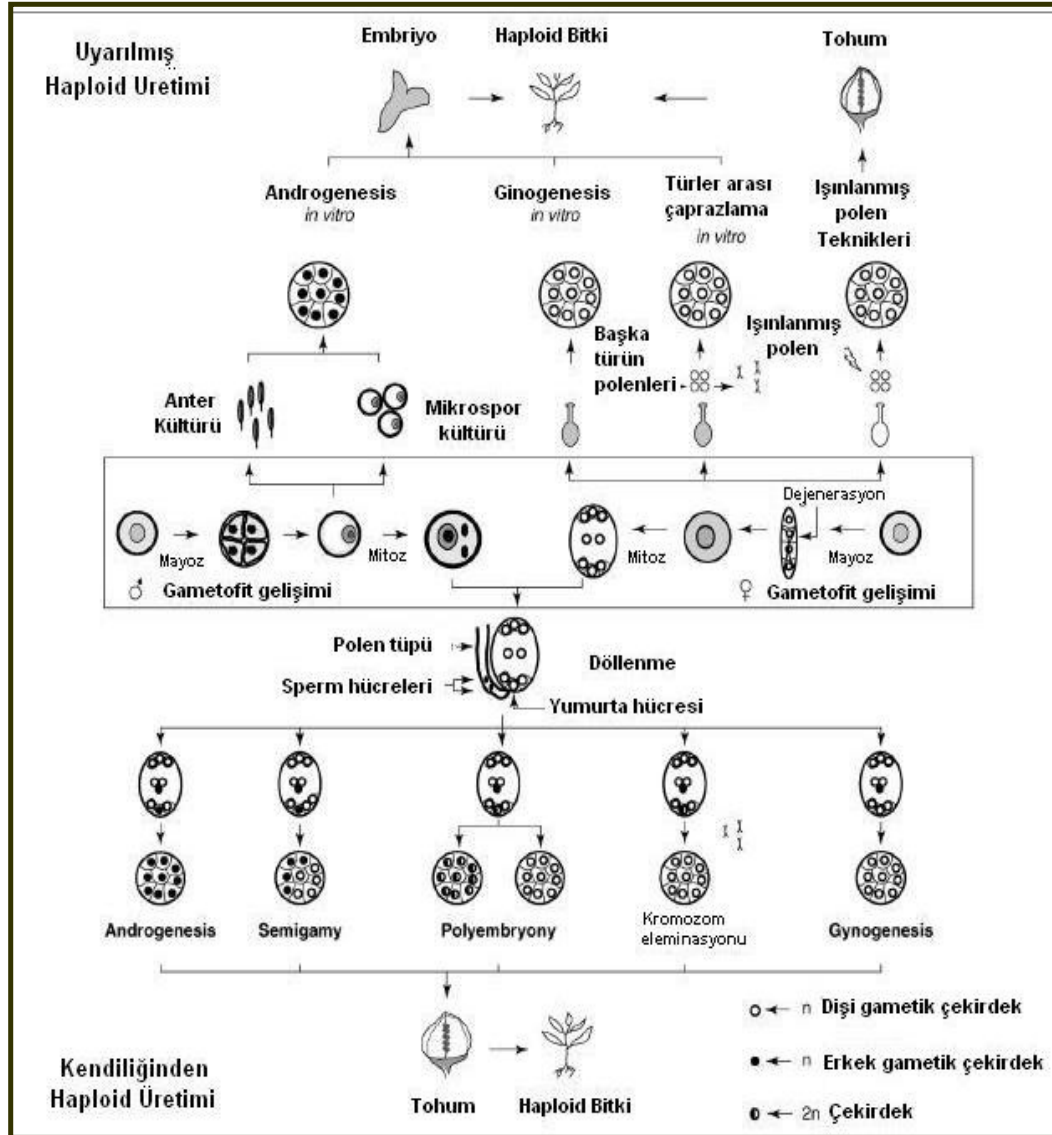 Uyarılmış
Haploid Üretimi
Embriyo
Haploid Bitki
Tohum
Androgenesis
in vitro
Ginogenesis
in vitro
Türler arası
çaprazlama
in vitro
Işınlanmış
polen
Teknikleri
Başka
türün
polenleri
Işınlanmış
polen
Anter
Kültürü
Mikrospor
kültürü
Dejenerasyon
Mayoz
Mitoz
Mitoz
Mayoz
♂ Gametofit gelişimi
♀ Gametofit gelişimi
Polen tüpü
Döllenme
Sperm hücreleri
Yumurta hücresi
Androgenesis
Semigamy
Polyembryony
Kromozom
eleminasyonu
Gynogenesis
n Dişi gametik çekirdek
n Erkek gametik çekirdek
2n Çekirdek
Kendiliğinden
Haploid Üretimi
Tohum
Haploid Bitki